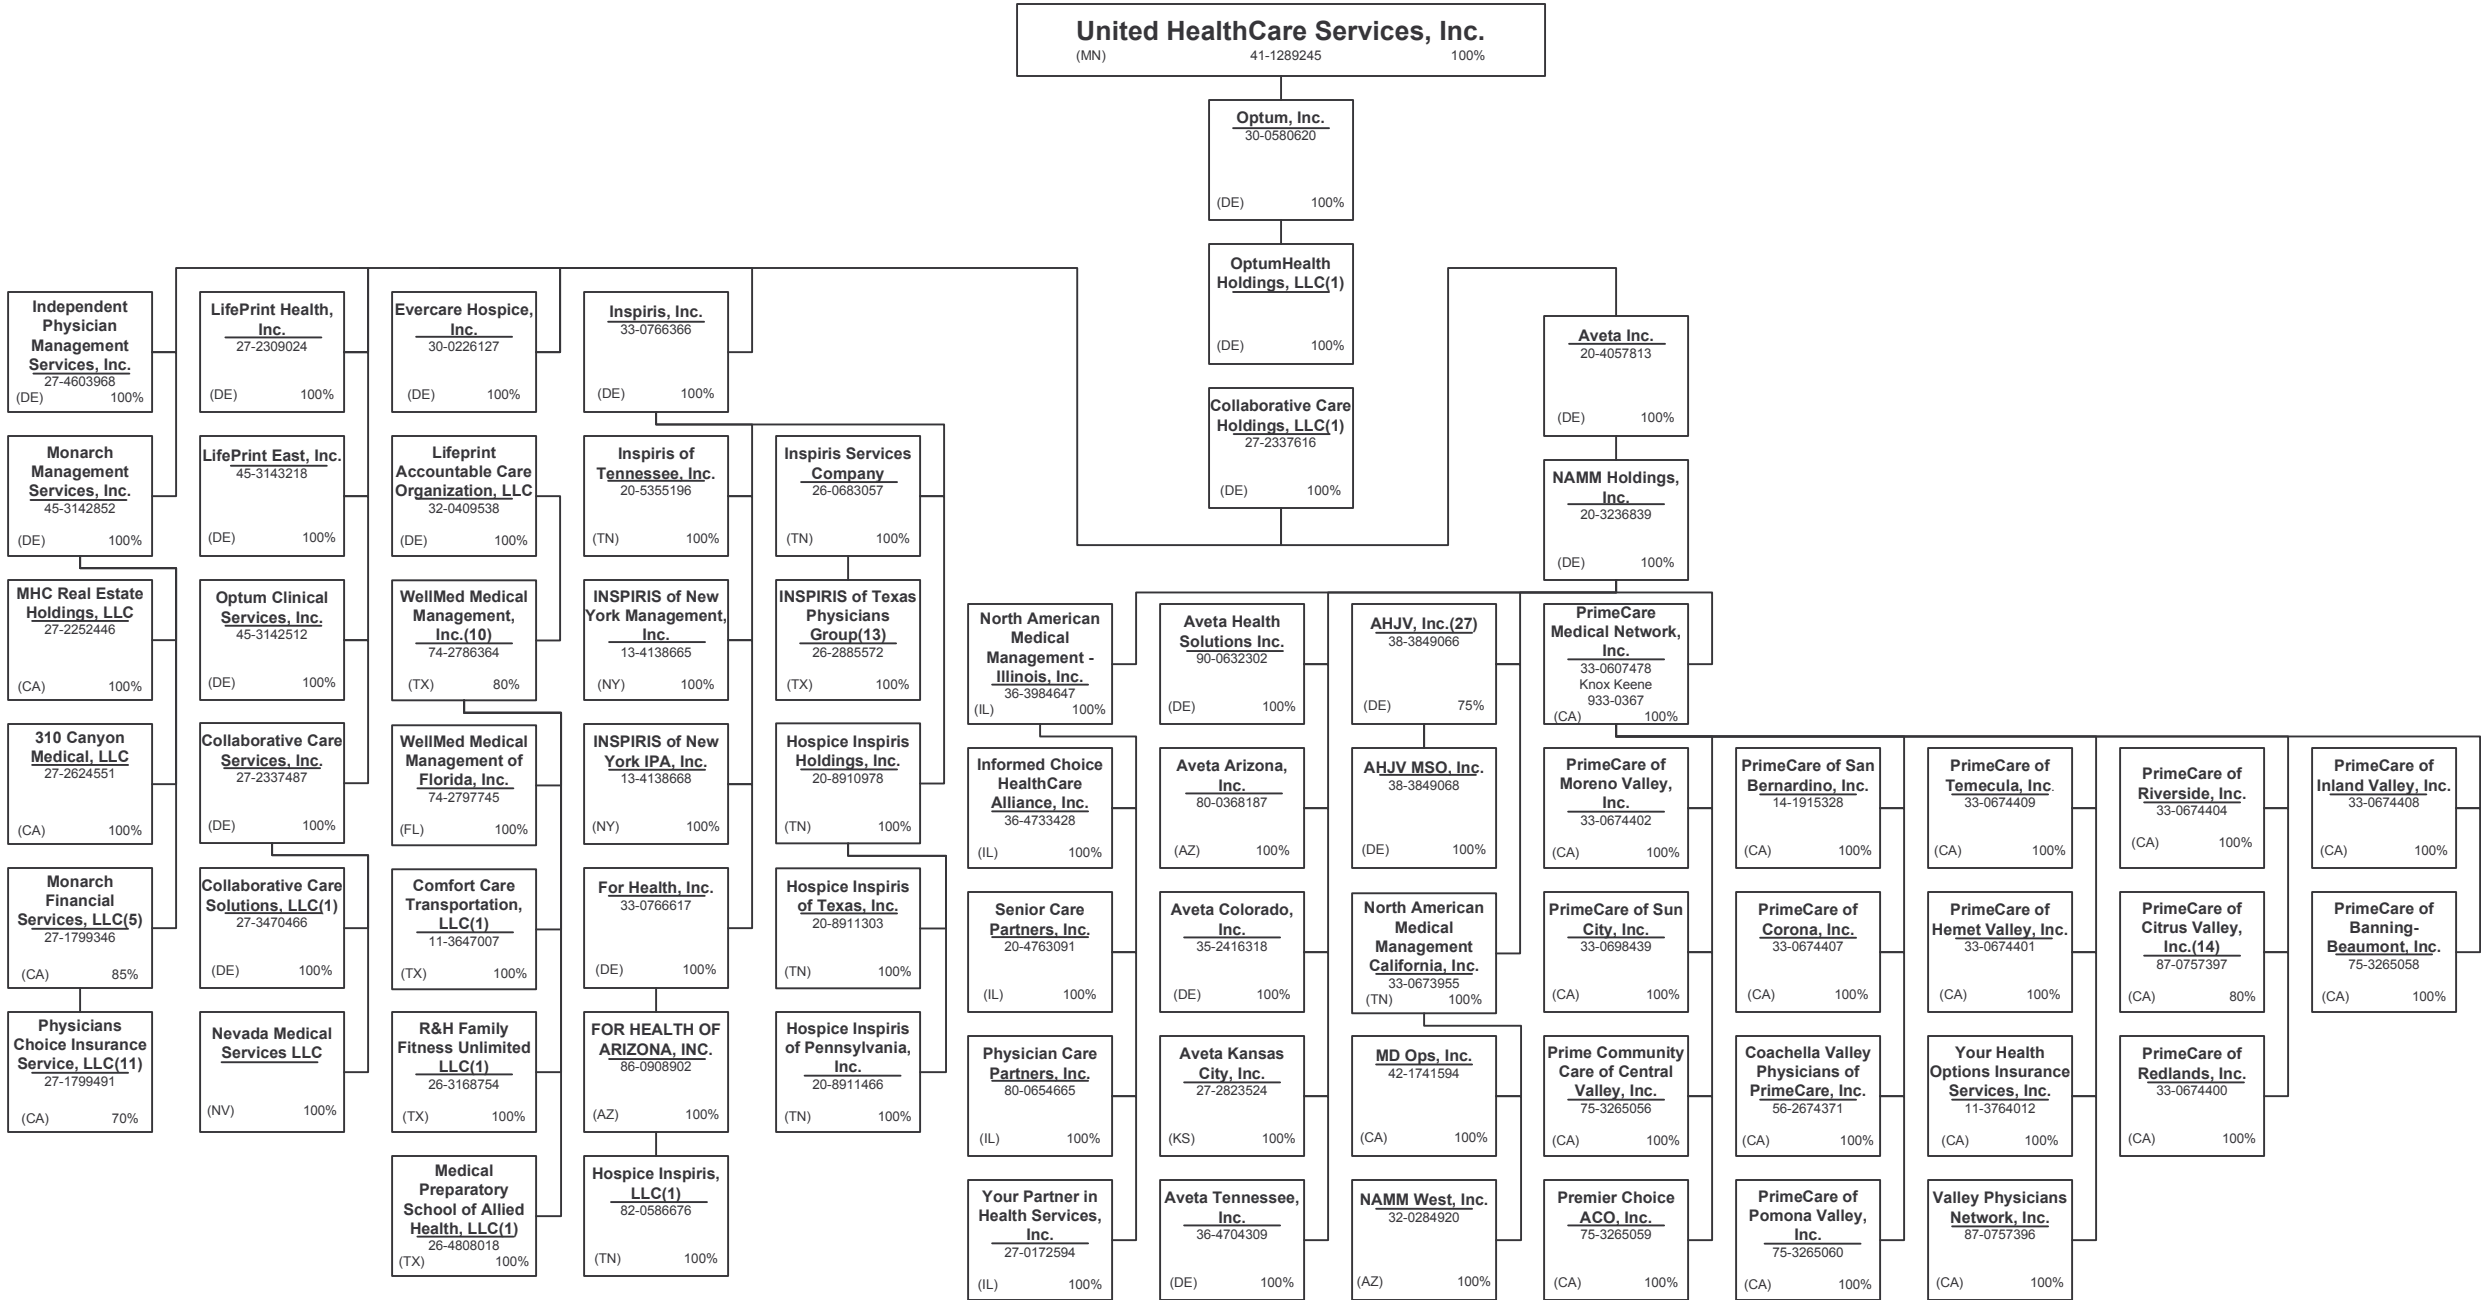 United HealthCare Services, Inc.
(MN) 41-1289245 100%
Optum, Inc.
30-0580620
(DE) 100%
OptumHealth
Holdings, LLC(1)
(DE) 100%
Collaborative Care
Holdings, LLC(1)
27-2337616
(DE) 100%
Independent
Physician
Management
Services, Inc.
27-4603968
(DE) 100%
Monarch
Management
Services, Inc.
45-3142852
(DE) 100%
MHC Real Estate
Holdings, LLC
27-2252446
(CA) 100%
310 Canyon
Medical, LLC
27-2624551
(CA) 100%
Monarch
Financial
Services, LLC(5)
27-1799346
(CA) 85%
Physicians
Choice Insurance
Service, LLC(11)
27-1799491
(CA) 70%
LifePrint Health,
Inc.
27-2309024
(DE) 100%
LifePrint East, Inc.
45-3143218
(DE) 100%
Optum Clinical
Services, Inc.
45-3142512
(DE) 100%
Collaborative Care
Services, Inc.
27-2337487
(DE) 100%
Collaborative Care
Solutions, LLC(1)
27-3470466
(DE) 100%
Nevada Medical
Services LLC
(NV) 100%
Evercare Hospice,
Inc.
30-0226127
(DE) 100%
Lifeprint
Accountable Care
Organization, LLC
32-0409538
(DE) 100%
WellMed Medical
Management,
Inc.(10)
74-2786364
(TX) 80%
WellMed Medical
Management of
Florida, Inc.
74-2797745
(FL) 100%
Comfort Care
Transportation,
LLC(1)
11-3647007
(TX) 100%
R&H Family
Fitness Unlimited
LLC(1)
26-3168754
(TX) 100%
Medical
Preparatory
School of Allied
Health, LLC(1)
26-4808018
(TX) 100%
Inspiris, Inc.
33-0766366
(DE) 100%
Inspiris of
Tennessee, Inc.
20-5355196
(TN) 100%
INSPIRIS of New
York Management,
Inc.
13-4138665
(NY) 100%
INSPIRIS of New
York IPA, Inc.
13-4138668
(NY) 100%
For Health, Inc.
33-0766617
(DE) 100%
FOR HEALTH OF
ARIZONA, INC.
86-0908902
(AZ) 100%
Hospice Inspiris,
LLC(1)
82-0586676
(TN) 100%
Inspiris Services
Company
26-0683057
(TN) 100%
INSPIRIS of Texas
Physicians
Group(13)
26-2885572
(TX) 100%
Hospice Inspiris
Holdings, Inc.
20-8910978
(TN) 100%
Hospice Inspiris
of Texas, Inc.
20-8911303
(TN) 100%
Hospice Inspiris
of Pennsylvania,
Inc.
20-8911466
(TN) 100%
Aveta Inc.
20-4057813
(DE) 100%
NAMM Holdings,
Inc.
20-3236839
(DE) 100%
North American
Medical
Management -
Illinois, Inc.
36-3984647
(IL) 100%
Informed Choice
HealthCare
Alliance, Inc.
36-4733428
(IL) 100%
Senior Care
Partners, Inc.
20-4763091
(IL) 100%
Physician Care
Partners, Inc.
80-0654665
(IL) 100%
Your Partner in
Health Services,
Inc.
27-0172594
(IL) 100%
Aveta Health
Solutions Inc.
90-0632302
(DE) 100%
Aveta Arizona,
Inc.
80-0368187
(AZ) 100%
Aveta Colorado,
Inc.
35-2416318
(DE) 100%
Aveta Kansas
City, Inc.
27-2823524
(KS) 100%
Aveta Tennessee,
Inc.
36-4704309
(DE) 100%
AHJV, Inc.(27)
38-3849066
(DE) 75%
AHJV MSO, Inc.
38-3849068
(DE) 100%
North American
Medical
Management
California, Inc.
33-0673955
(TN) 100%
MD Ops, Inc.
42-1741594
(CA) 100%
NAMM West, Inc.
32-0284920
(AZ) 100%
PrimeCare
Medical Network,
Inc.
33-0607478
Knox Keene
933-0367
(CA) 100%
PrimeCare of
Moreno Valley,
Inc.
33-0674402
(CA) 100%
PrimeCare of Sun
City, Inc.
33-0698439
(CA) 100%
Prime Community
Care of Central
Valley, Inc.
75-3265056
(CA) 100%
Premier Choice
ACO, Inc.
75-3265059
(CA) 100%
PrimeCare of San
Bernardino, Inc.
14-1915328
(CA) 100%
PrimeCare of
Corona, Inc.
33-0674407
(CA) 100%
Coachella Valley
Physicians of
PrimeCare, Inc.
56-2674371
(CA) 100%
PrimeCare of
Pomona Valley,
Inc.
75-3265060
(CA) 100%
PrimeCare of
Temecula, Inc.
33-0674409
(CA) 100%
PrimeCare of
Hemet Valley, Inc.
33-0674401
(CA) 100%
Your Health
Options Insurance
Services, Inc.
11-3764012
(CA) 100%
Valley Physicians
Network, Inc.
87-0757396
(CA) 100%
PrimeCare of
Riverside, Inc.
33-0674404
(CA) 100%
PrimeCare of
Citrus Valley,
Inc.(14)
87-0757397
(CA) 80%
PrimeCare of
Redlands, Inc.
33-0674400
(CA) 100%
PrimeCare of
Inland Valley, Inc.
33-0674408
(CA) 100%
PrimeCare of
Banning-
Beaumont, Inc.
75-3265058
(CA) 100%